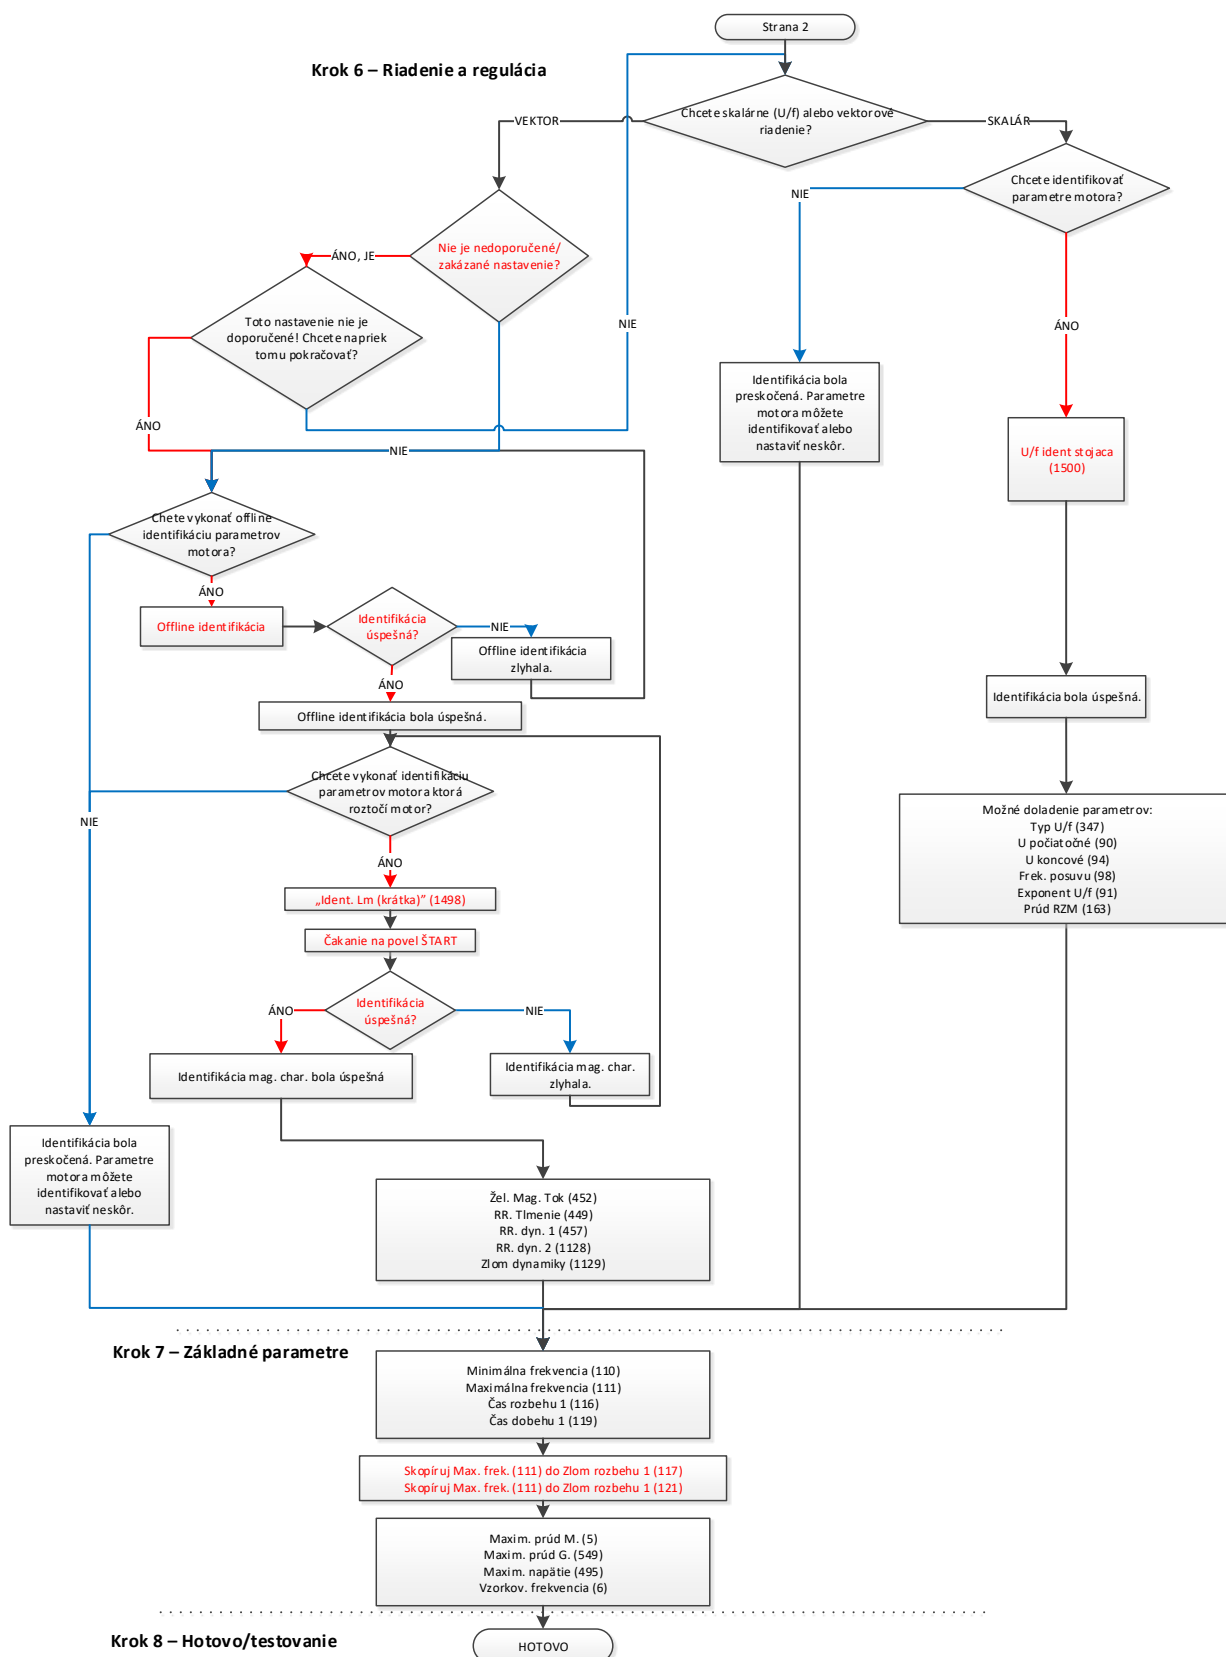 Strana 2
Krok 6 – Riadenie a regulácia
Chcete skalárne (U/f) alebo vektorové
riadenie?
VEKTOR
SKALÁR
Chcete identifikovať
parametre motora?
NIE
Nie je nedoporučené/
zakázané nastavenie?
ÁNO, JE
Toto nastavenie nie je
doporučené! Chcete napriek
tomu pokračovať?
NIE
ÁNO
Identifikácia bola
preskočená. Parametre
motora môžete
identifikovať alebo
nastaviť neskôr.
ÁNO
NIE
U/f ident stojaca
(1500)
Chete vykonať offline
identifikáciu parametrov
motora?
ÁNO
Offline identifikácia
Identifikácia
úspešná?
NIE
Offline identifikácia
zlyhala.
ÁNO
Offline identifikácia bola úspešná.
Identifikácia bola úspešná.
Chcete vykonať identifikáciu
parametrov motora ktorá
roztočí motor?
NIE
Možné doladenie parametrov:
Typ U/f (347)
U počiatočné (90)
U koncové (94)
Frek. posuvu (98)
Exponent U/f (91)
Prúd RZM (163)
ÁNO
„Ident. Lm (krátka)“ (1498)
Čakanie na povel ŠTART
Identifikácia
úspešná?
ÁNO
NIE
Identifikácia mag. char. bola úspešná
Identifikácia mag. char.
zlyhala.
Identifikácia bola
preskočená. Parametre
motora môžete
identifikovať alebo
nastaviť neskôr.
Žel. Mag. Tok (452)
RR. Tlmenie (449)
RR. dyn. 1 (457)
RR. dyn. 2 (1128)
Zlom dynamiky (1129)
Krok 7 – Základné parametre
Minimálna frekvencia (110)
Maximálna frekvencia (111)
Čas rozbehu 1 (116)
Čas dobehu 1 (119)
Skopíruj Max. frek. (111) do Zlom rozbehu 1 (117)
Skopíruj Max. frek. (111) do Zlom rozbehu 1 (121)
Maxim. prúd M. (5)
Maxim. prúd G. (549)
Maxim. napätie (495)
Vzorkov. frekvencia (6)
Krok 8 – Hotovo/testovanie
HOTOVO